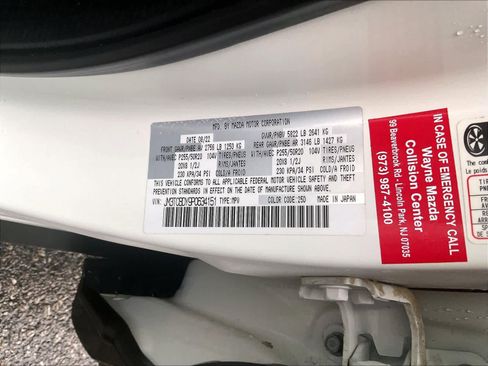 MFD. BY MAZDA MOTOR CORPORATION
DATE 08/22
GVWR/PNBV 5822 LB 2641 KG
FRONT GAWR/PNBE AV 2756 LB 1250 KG
REAR GAWR/PNBE AR 3146 LB 1427 KG
WITH/AVEC P255/50R20 104V TIRES/PNEUS
WITH/AVEC P255/50R20 104V TIRES/PNEUS
20X8 1/2J RIMS/JANTES
20X8 1/2J RIMS/JANTES
230 KPA/34 PSI COLD/A FROID
230 KPA/34 PSI COLD/A FROID
THIS VEHICLE CONFORMS TO ALL APPLICABLE FEDERAL MOTOR VEHICLE SAFETY AND THEFT
PREVENTION STANDARDS IN EFFECT ON THE DATE OF MANUFACTURE SHOWN ABOVE.
VIN: JM3TCBDY9P0634151 TYPE:MPV COLOR CODE:25D MADE IN JAPAN
IN CASE OF EMERGENCY CALL
Wayne Mazda
Collision Center
99 Beaverbrook Rd - Lincoln Park, NJ 07035
(973) 987-4100
Le poids